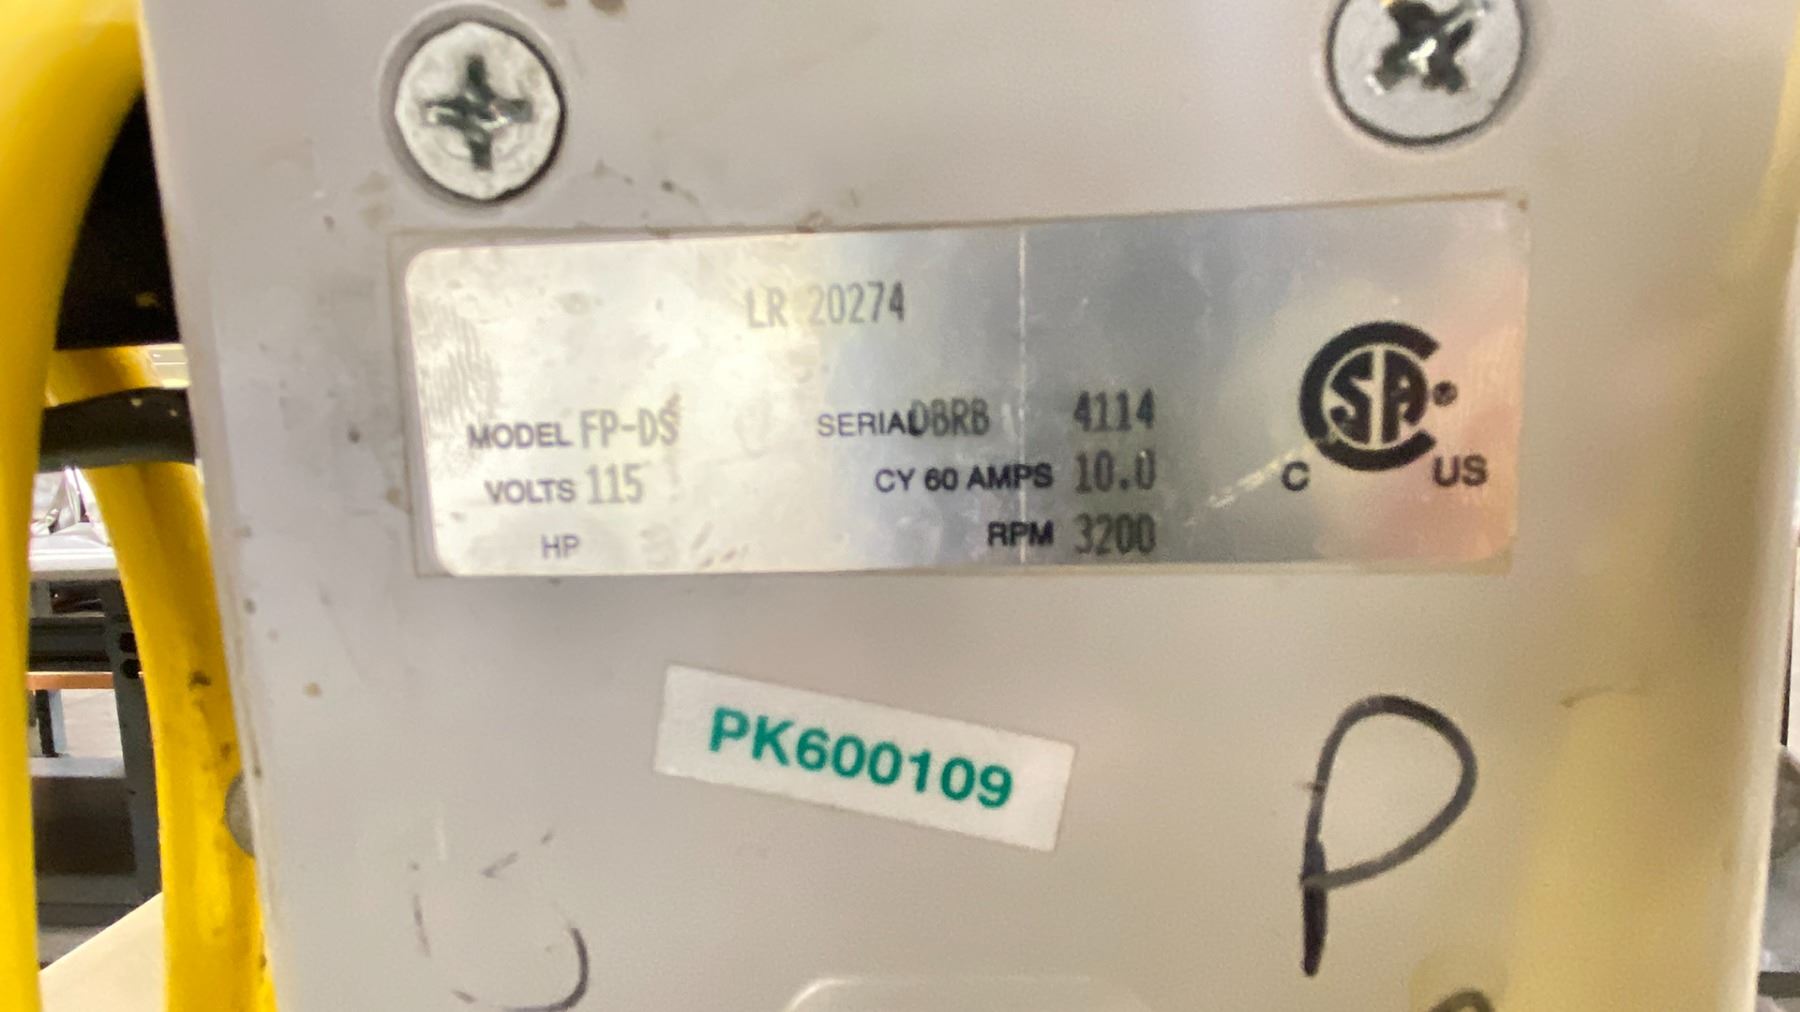 LR 20274
MODEL FP-DS SERIAL DBRB 4114
VOLTS 115 CY 60 AMPS 10.0
HP RPM 3200
C SA® US
PK600109
P